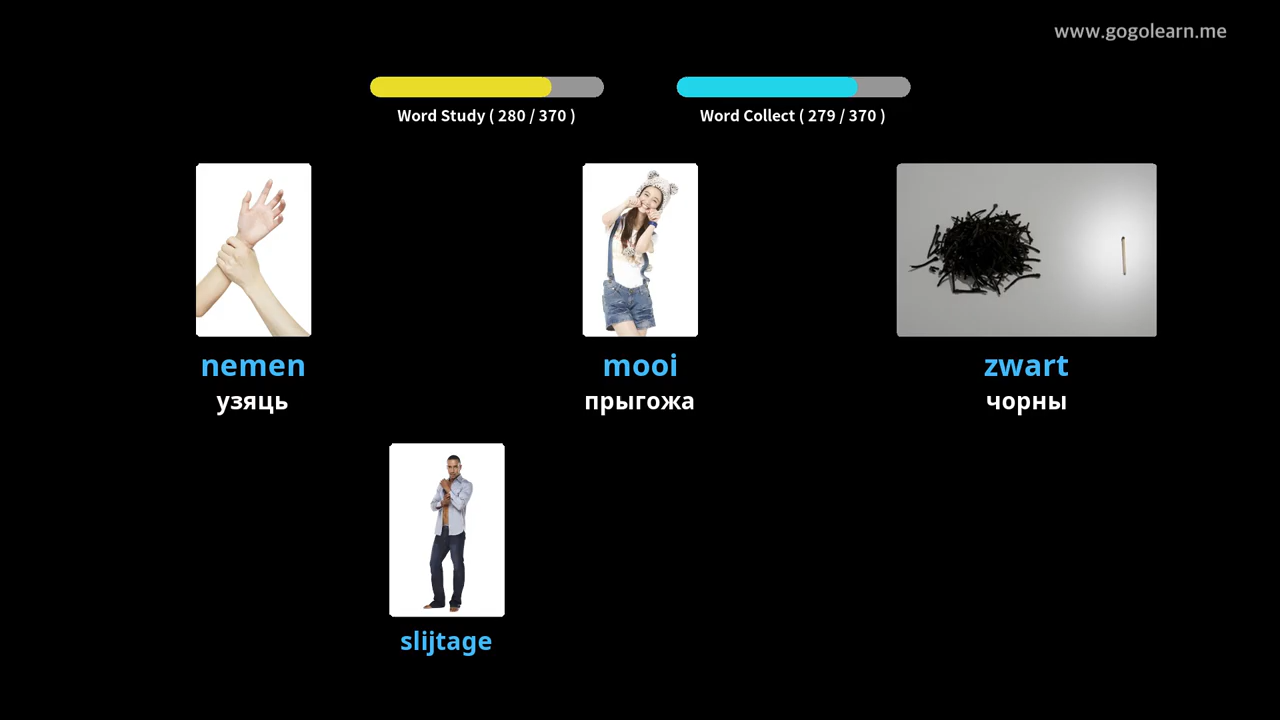 www.gogolearn.me
Word Study ( 280 / 370 )
Word Collect ( 279 / 370 )
nemen
узяць
mooi
прыгожа
zwart
чорны
slijtage